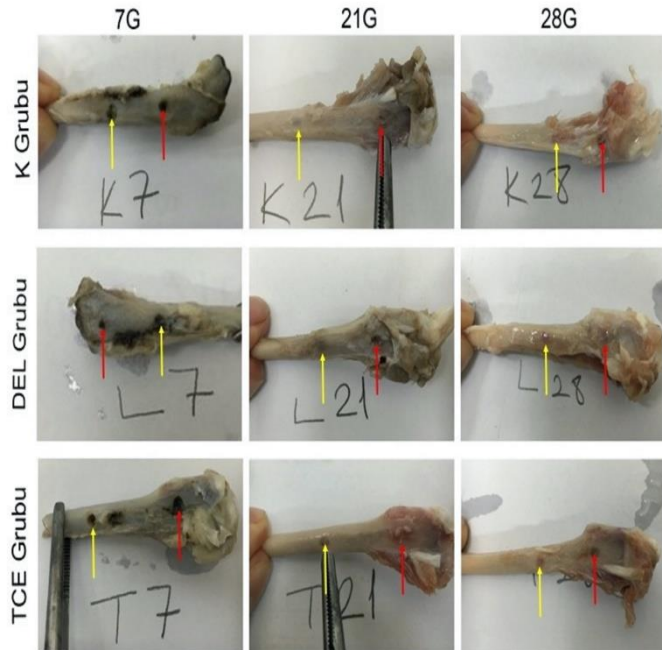 7G 21G 28G
K Grubu
K7 K21 K28
DEL Grubu
L7 L21 L28
TCE Grubu
T7 T21